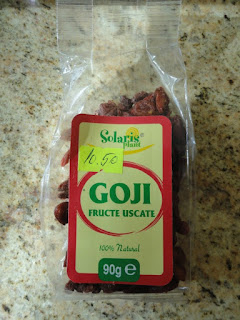 Solaris®
Plant
10.50
GOJI
FRUCTE USCATE
100% Natural
90g e